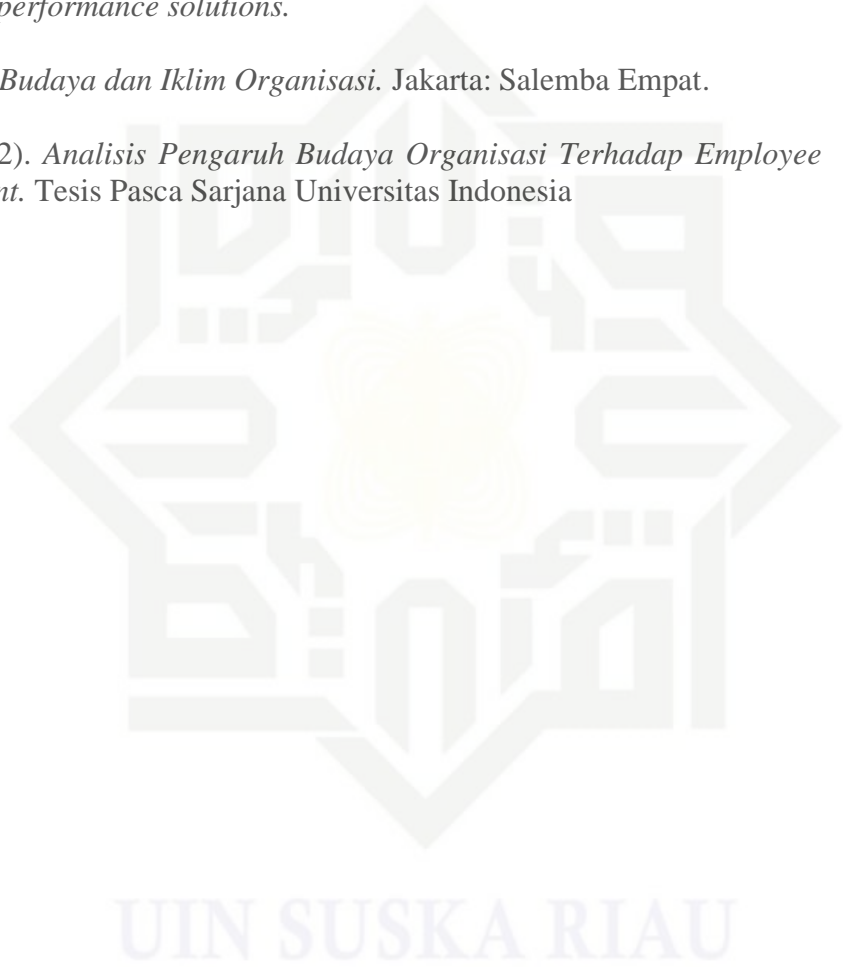 performance solutions.
Budaya dan Iklim Organisasi. Jakarta: Salemba Empat.
2). Analisis Pengaruh Budaya Organisasi Terhadap Employee
nt. Tesis Pasca Sarjana Universitas Indonesia
UIN SUSKA RIAU